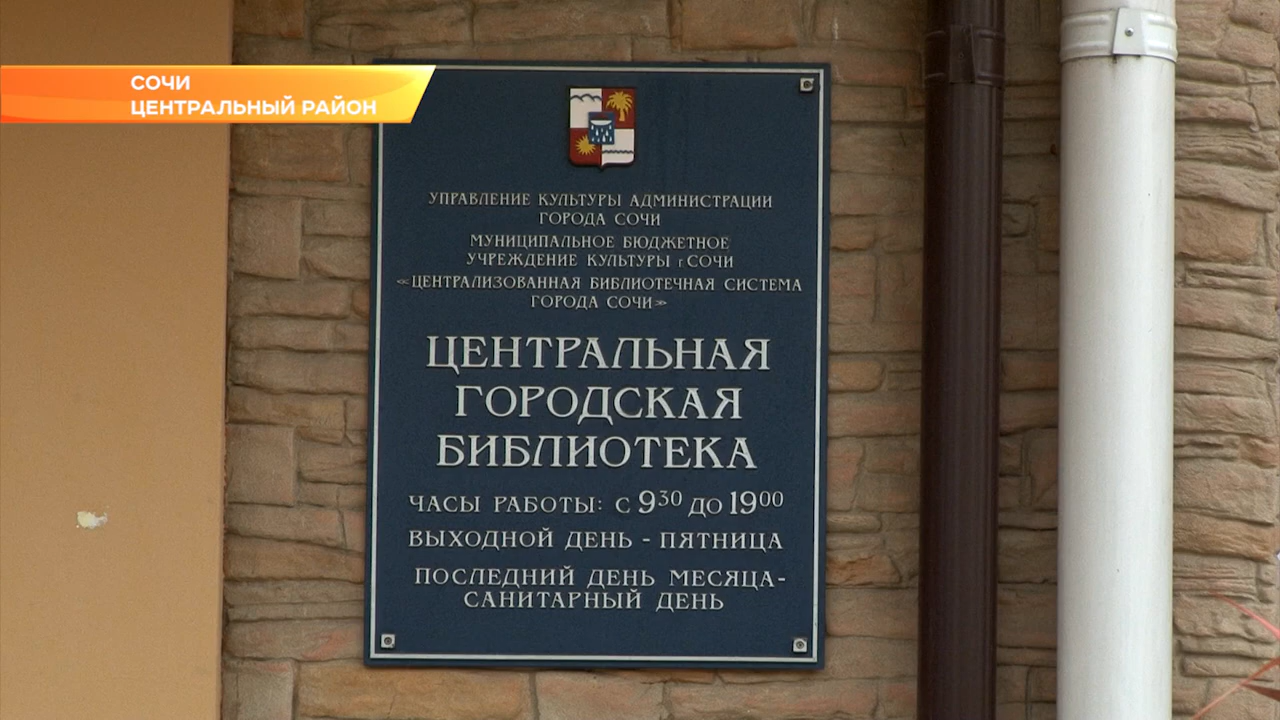 СОЧИ
ЦЕНТРАЛЬНЫЙ РАЙОН
УПРАВЛЕНИЕ КУЛЬТУРЫ АДМИНИСТРАЦИИ
ГОРОДА СОЧИ
МУНИЦИПАЛЬНОЕ БЮДЖЕТНОЕ
УЧРЕЖДЕНИЕ КУЛЬТУРЫ г СОЧИ
«ЦЕНТРАЛИЗОВАННАЯ БИБЛИОТЕЧНАЯ СИСТЕМА
ГОРОДА СОЧИ»
ЦЕНТРАЛЬНАЯ
ГОРОДСКАЯ
БИБЛИОТЕКА
ЧАСЫ РАБОТЫ: С 9³⁰ ДО 19⁰⁰
ВЫХОДНОЙ ДЕНЬ - ПЯТНИЦА
ПОСЛЕДНИЙ ДЕНЬ МЕСЯЦА-
САНИТАРНЫЙ ДЕНЬ